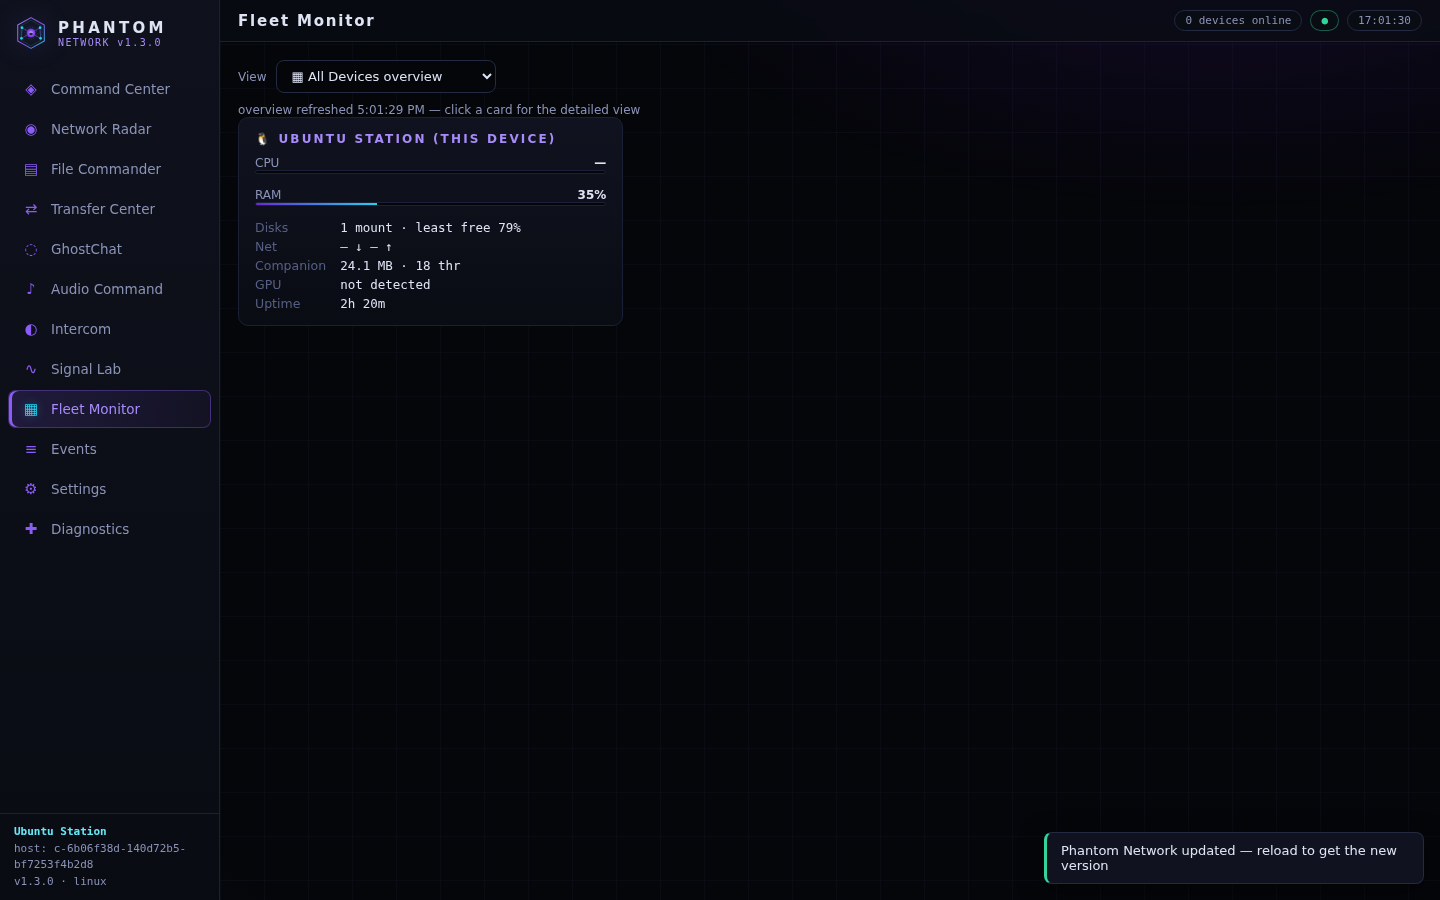 PHANTOM
NETWORK v1.3.0
Command Center
Network Radar
File Commander
Transfer Center
GhostChat
Audio Command
Intercom
Signal Lab
Fleet Monitor
Events
Settings
Diagnostics
Ubuntu Station
host: c-6b06f38d-140d72b5-
bf7253f4b2d8
v1.3.0 · linux
Fleet Monitor
0 devices online
17:01:30
View
All Devices overview
overview refreshed 5:01:29 PM — click a card for the detailed view
UBUNTU STATION (THIS DEVICE)
CPU —
RAM 35%
Disks 1 mount · least free 79%
Net — ↓ — ↑
Companion 24.1 MB · 18 thr
GPU not detected
Uptime 2h 20m
Phantom Network updated — reload to get the new
version